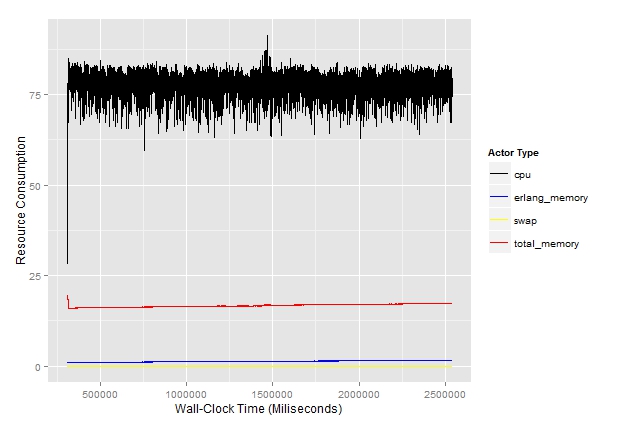 Resource Consumption
75
50
25
0
500000 1000000 1500000 2000000 2500000
Wall-Clock Time (Miliseconds)
Actor Type
cpu
erlang_memory
swap
total_memory